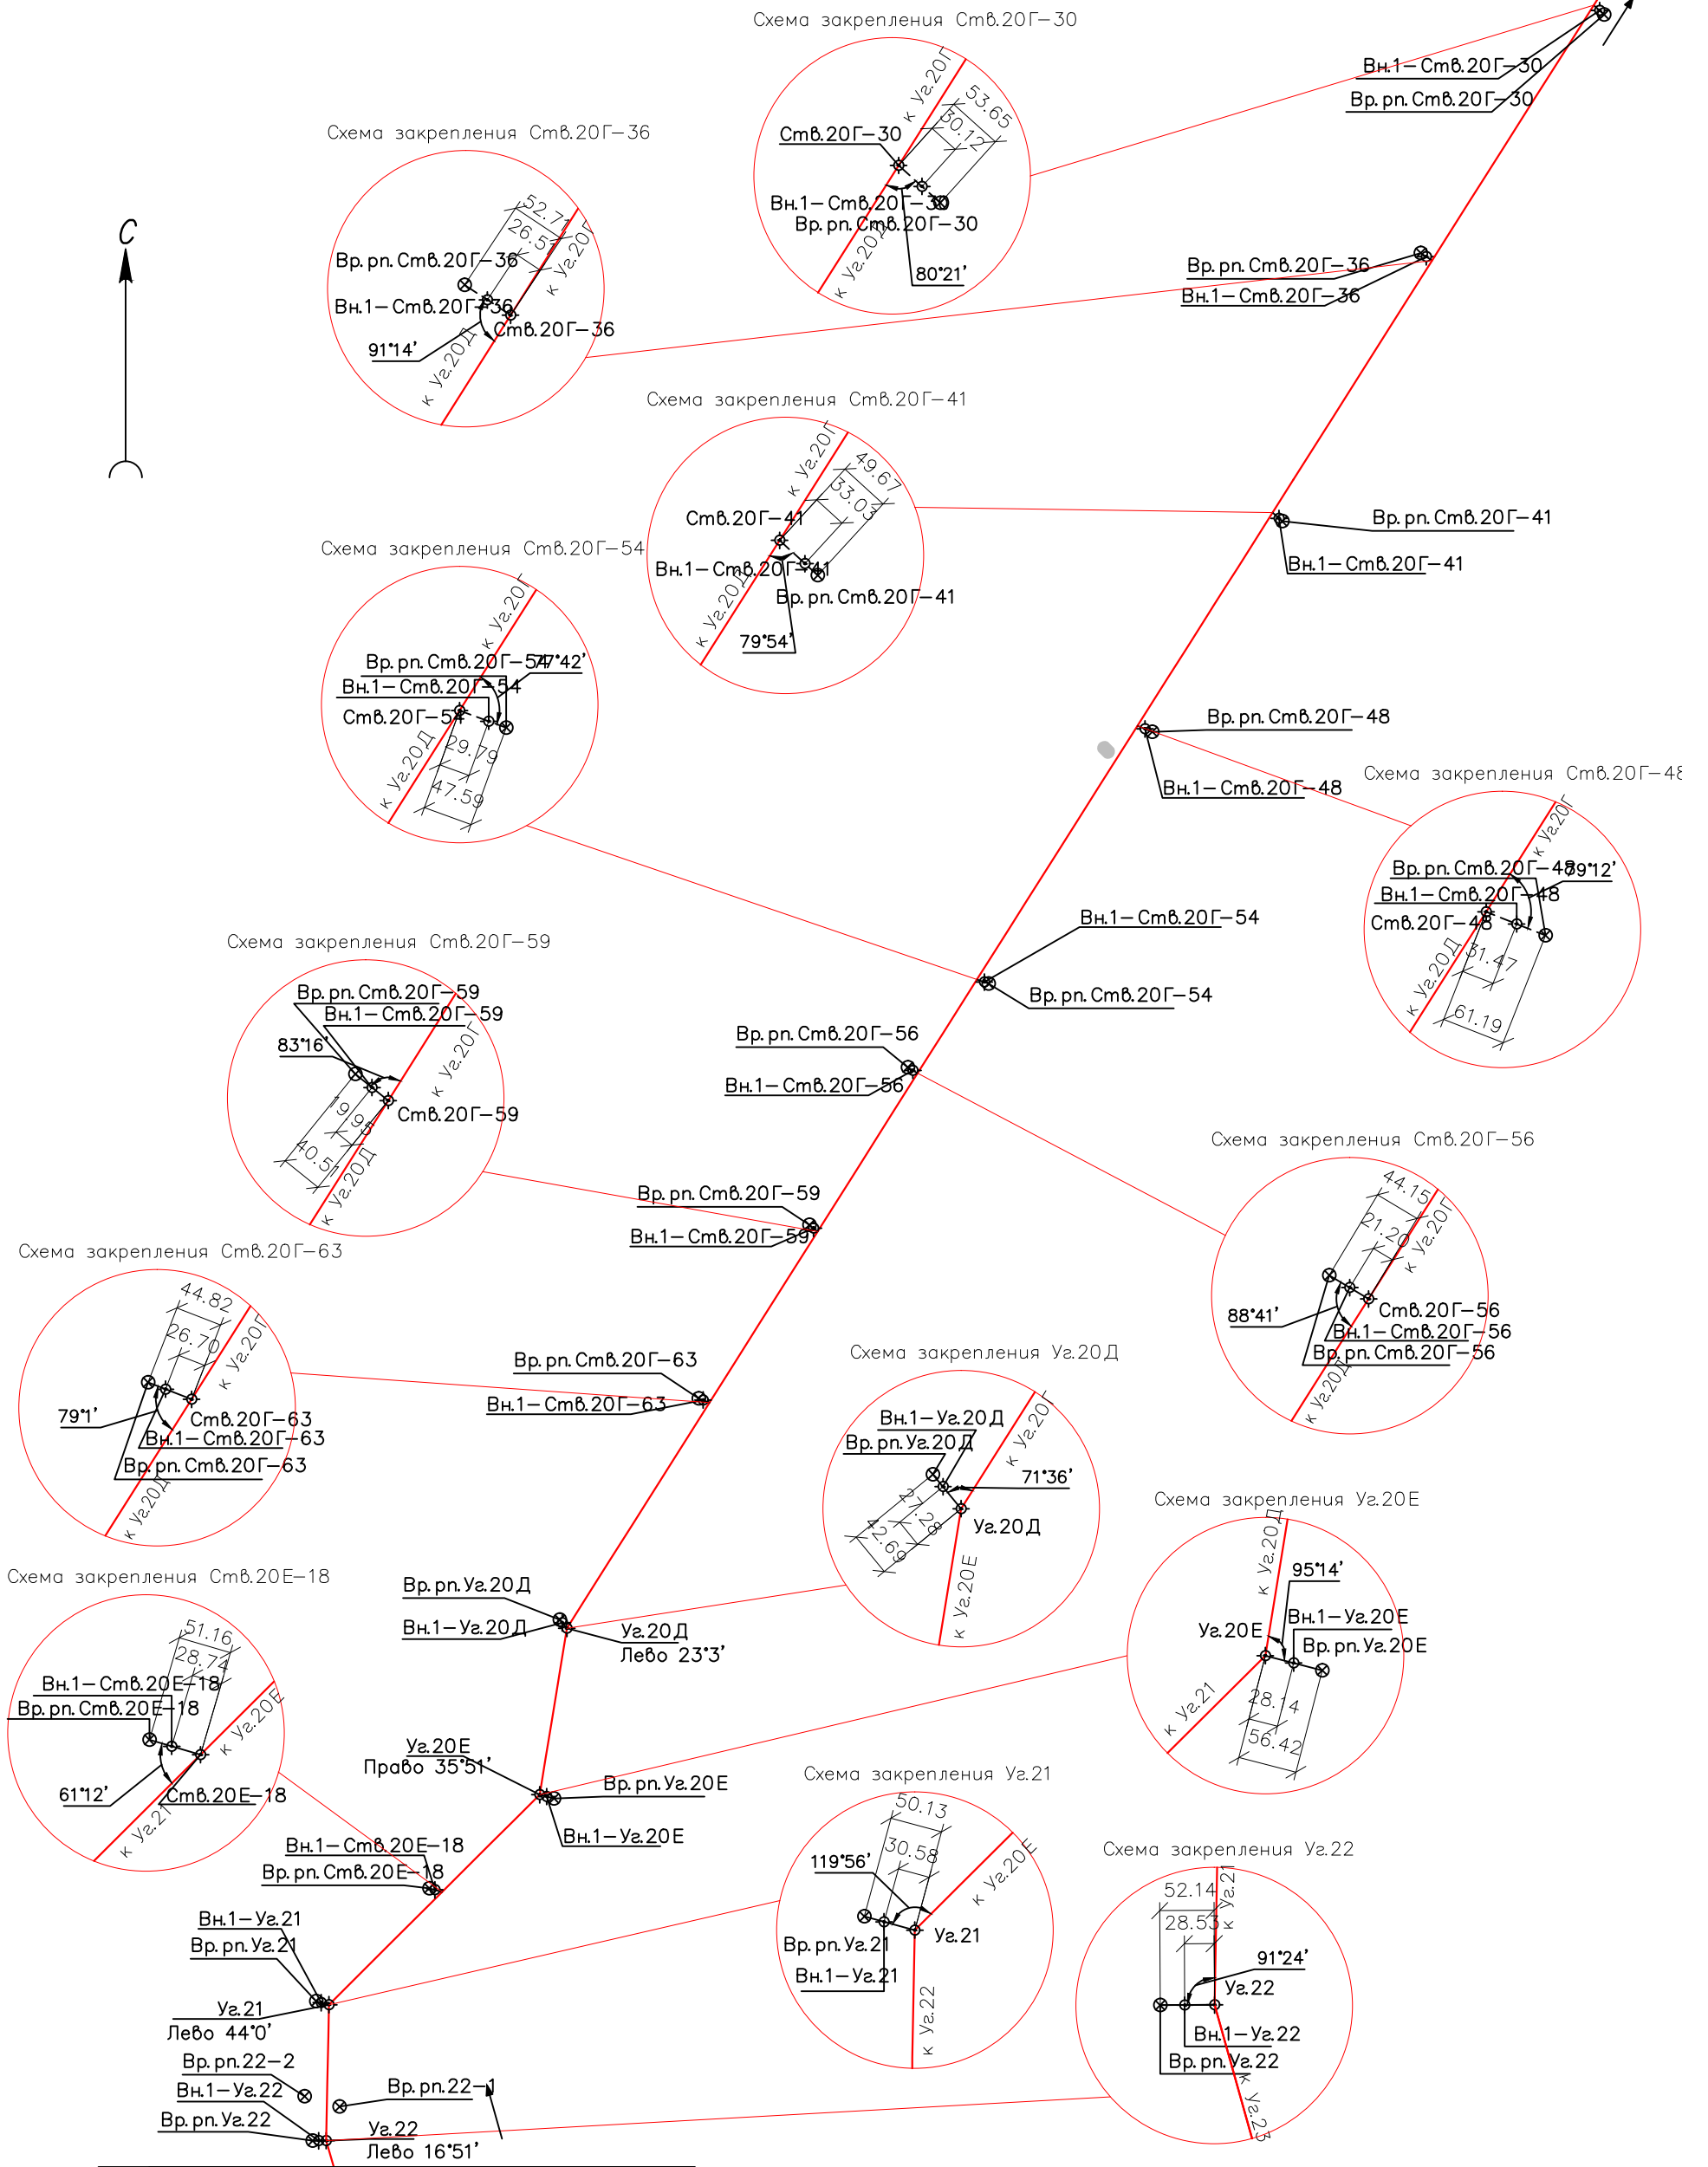 Схема закрепления Ств.20Г-30
к Уг.20Г
53.65
30.12
Ств.20Г-30
Вн.1-Ств.20Г-30
Вр. рп. Ств.20Г-30
к Уг.20Д
80°21'
Вн.1-Ств.20Г-30
Вр. рп. Ств.20Г-30
Схема закрепления Ств.20Г-36
52.71
к Уг.20Г
Вр. рп. Ств.20Г-36
Вн.1-Ств.20Г-36
Ств.20Г-36
91°14'
к Уг.20Д
С
Вр. рп. Ств.20Г-36
Вн.1-Ств.20Г-36
Схема закрепления Ств.20Г-41
к Уг.20Г
49.67
33.03
Ств.20Г-41
Вн.1-Ств.20Г-41
Вр. рп. Ств.20Г-41
к Уг.20Д
79°54'
Вр. рп. Ств.20Г-41
Вн.1-Ств.20Г-41
Схема закрепления Ств.20Г-54
к Уг.20Г
Вр. рп. Ств.20Г-54
77°42'
Вн.1-Ств.20Г-54
Ств.20Г-54
29.79
47.59
к Уг.20Д
Вр. рп. Ств.20Г-48
Вн.1-Ств.20Г-48
Схема закрепления Ств.20Г-48
к Уг.20Г
Вр. рп. Ств.20Г-48
79°12'
Вн.1-Ств.20Г-48
Ств.20Г-48
31.47
61.19
к Уг.20Д
Вн.1-Ств.20Г-54
Вр. рп. Ств.20Г-54
Схема закрепления Ств.20Г-59
Вр. рп. Ств.20Г-59
Вн.1-Ств.20Г-59
83°16'
к Уг.20Г
Ств.20Г-59
19.95
40.51
к Уг.20Д
Вр. рп. Ств.20Г-56
Вн.1-Ств.20Г-56
Схема закрепления Ств.20Г-56
44.15
21.20
к Уг.20Г
Ств.20Г-56
88°41'
Вн.1-Ств.20Г-56
Вр. рп. Ств.20Г-56
к Уг.20Д
Вр. рп. Ств.20Г-59
Вн.1-Ств.20Г-59
Схема закрепления Ств.20Г-63
44.82
26.70
к Уг.20Г
79°1'
Ств.20Г-63
Вн.1-Ств.20Г-63
Вр. рп. Ств.20Г-63
к Уг.20Д
Вр. рп. Ств.20Г-63
Вн.1-Ств.20Г-63
Схема закрепления Уг.20Д
Вн.1-Уг.20Д
Вр. рп. Уг.20Д
к Уг.20Г
71°36'
27.28
42.69
Уг.20Д
к Уг.20Е
Схема закрепления Уг.20Е
к Уг.20Д
95°14'
Вн.1-Уг.20Е
Уг.20Е
Вр. рп. Уг.20Е
к Уг.21
28.14
56.42
Схема закрепления Ств.20Е-18
51.16
28.74
Вн.1-Ств.20Е-18
Вр. рп. Ств.20Е-18
к Уг.20Е
61°12'
Ств.20Е-18
к Уг.21
Вр. рп. Уг.20Д
Вн.1-Уг.20Д
Уг.20Д
Лево 23°3'
Уг.20Е
Право 35°51'
Вр. рп. Уг.20Е
Вн.1-Уг.20Е
Схема закрепления Уг.21
50.13
30.58
119°56'
к Уг.20Е
Уг.21
Вр. рп. Уг.21
Вн.1-Уг.21
к Уг.22
Вн.1-Ств.20Е-18
Вр. рп. Ств.20Е-18
Схема закрепления Уг.22
52.14
28.53
к Уг.21
91°24'
Уг.22
Вн.1-Уг.22
Вр. рп. Уг.22
к Уг.23
Вн.1-Уг.21
Вр. рп. Уг.21
Уг.21
Лево 44°0'
Вр. рп. 22-2
Вн.1-Уг.22
Вр. рп. 22-1
Вр. рп. Уг.22
Уг.22
Лево 16°51'